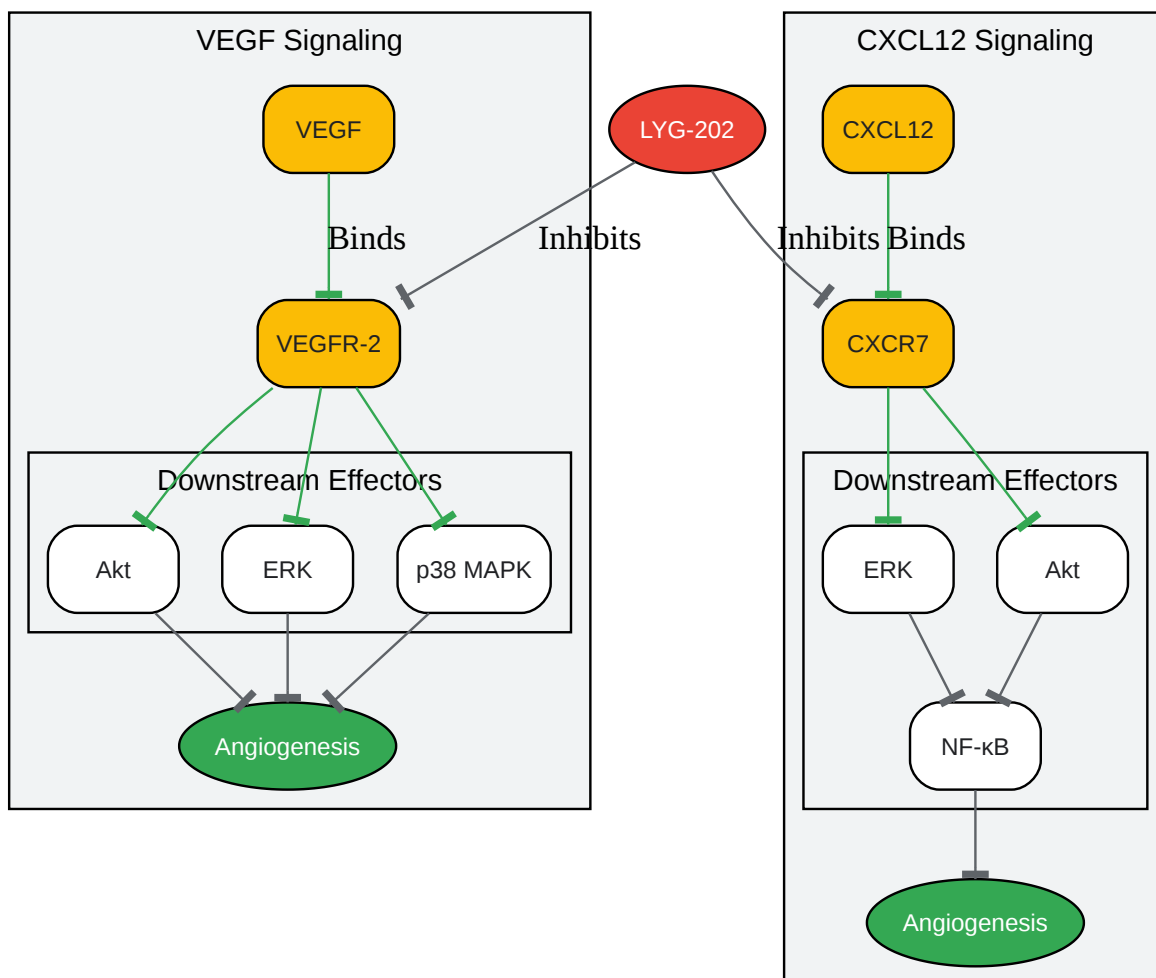 VEGF Signaling
CXCL12 Signaling
VEGF
LYG-202
CXCL12
Binds
Inhibits
Inhibits
Binds
VEGFR-2
CXCR7
Downstream Effectors
Downstream Effectors
Akt
ERK
p38 MAPK
ERK
Akt
Angiogenesis
NF-κB
Angiogenesis